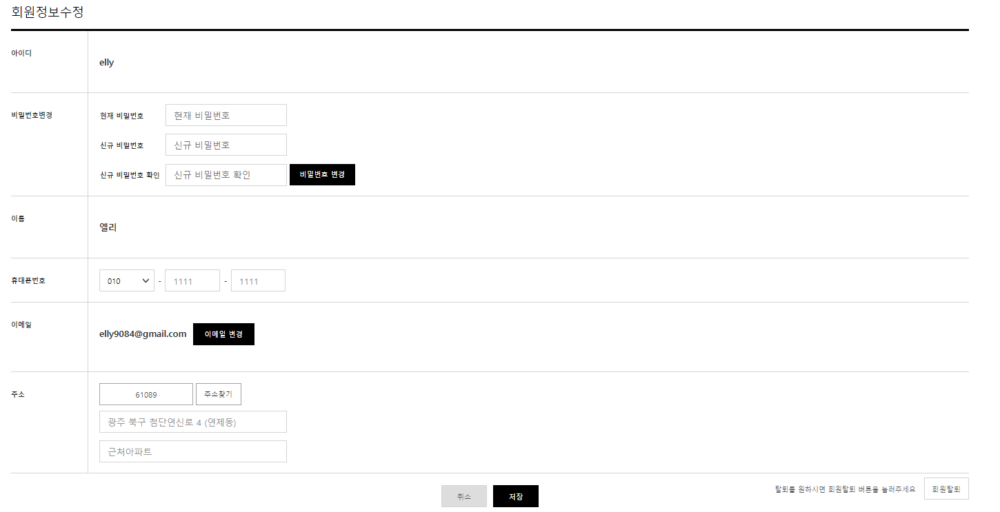 회원정보수정
아이디
elly
비밀번호변경
현재 비밀번호 현재 비밀번호
신규 비밀번호 신규 비밀번호
신규 비밀번호 확인 신규 비밀번호 확인 비밀번호 변경
이름
엘리
휴대폰번호
010 - 1111 - 1111
이메일
elly9084@gmail.com 이메일 변경
주소
61089 주소찾기
광주 북구 첨단연신로 4 (연제동)
근처아파트
취소 저장
탈퇴를 원하시면 회원탈퇴 버튼을 눌러주세요 회원탈퇴